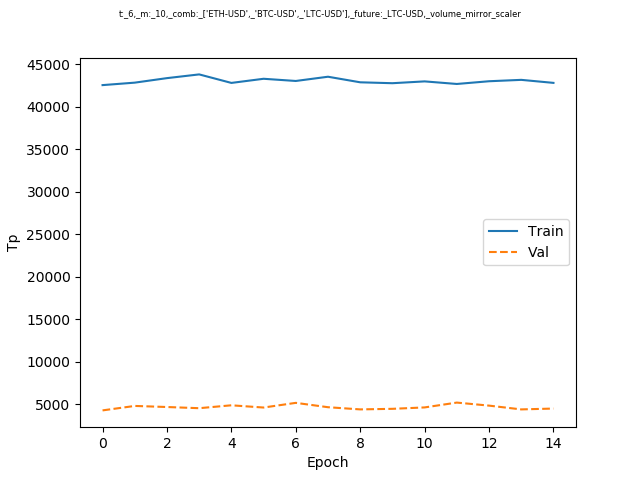 t:_6,_m:_10,_comb:_['ETH-USD',_'BTC-USD',_'LTC-USD'],_future:_LTC-USD,_volume_mirror_scaler
45000
40000
35000
30000
25000
20000
15000
10000
5000
Tp
Train
Val
0 2 4 6 8 10 12 14
Epoch